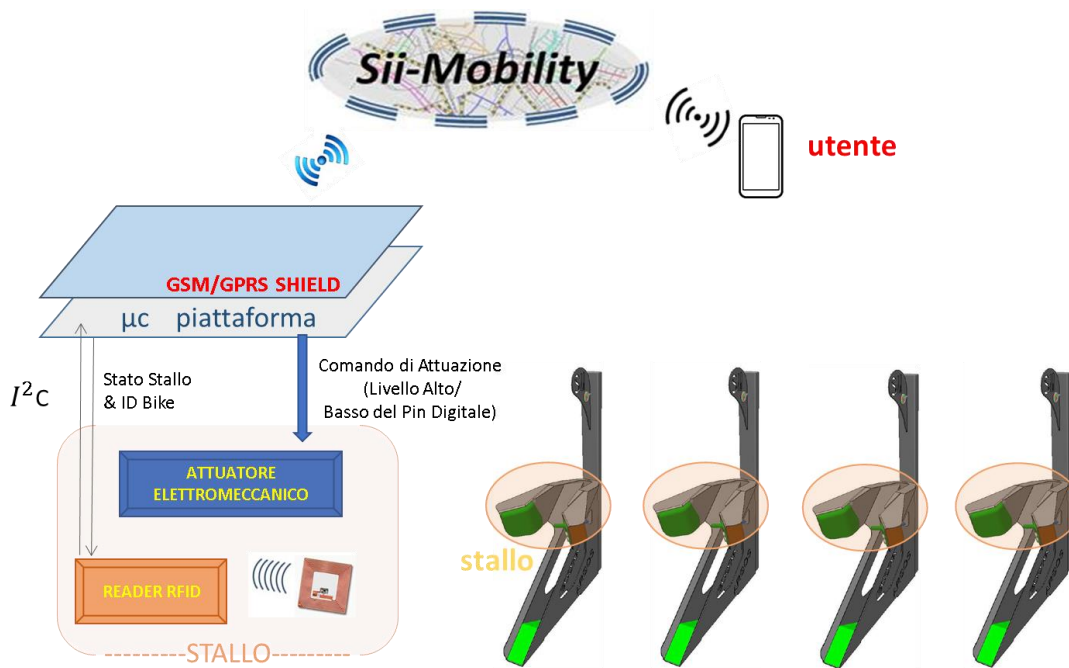 Sii-Mobility
utente
GSM/GPRS SHIELD
µc piattaforma
I²C
Stato Stallo
& ID Bike
Comando di Attuazione
(Livello Alto/
Basso del Pin Digitale)
ATTUATORE
ELETTROMECCANICO
READER RFID
---------STALLO---------
stallo